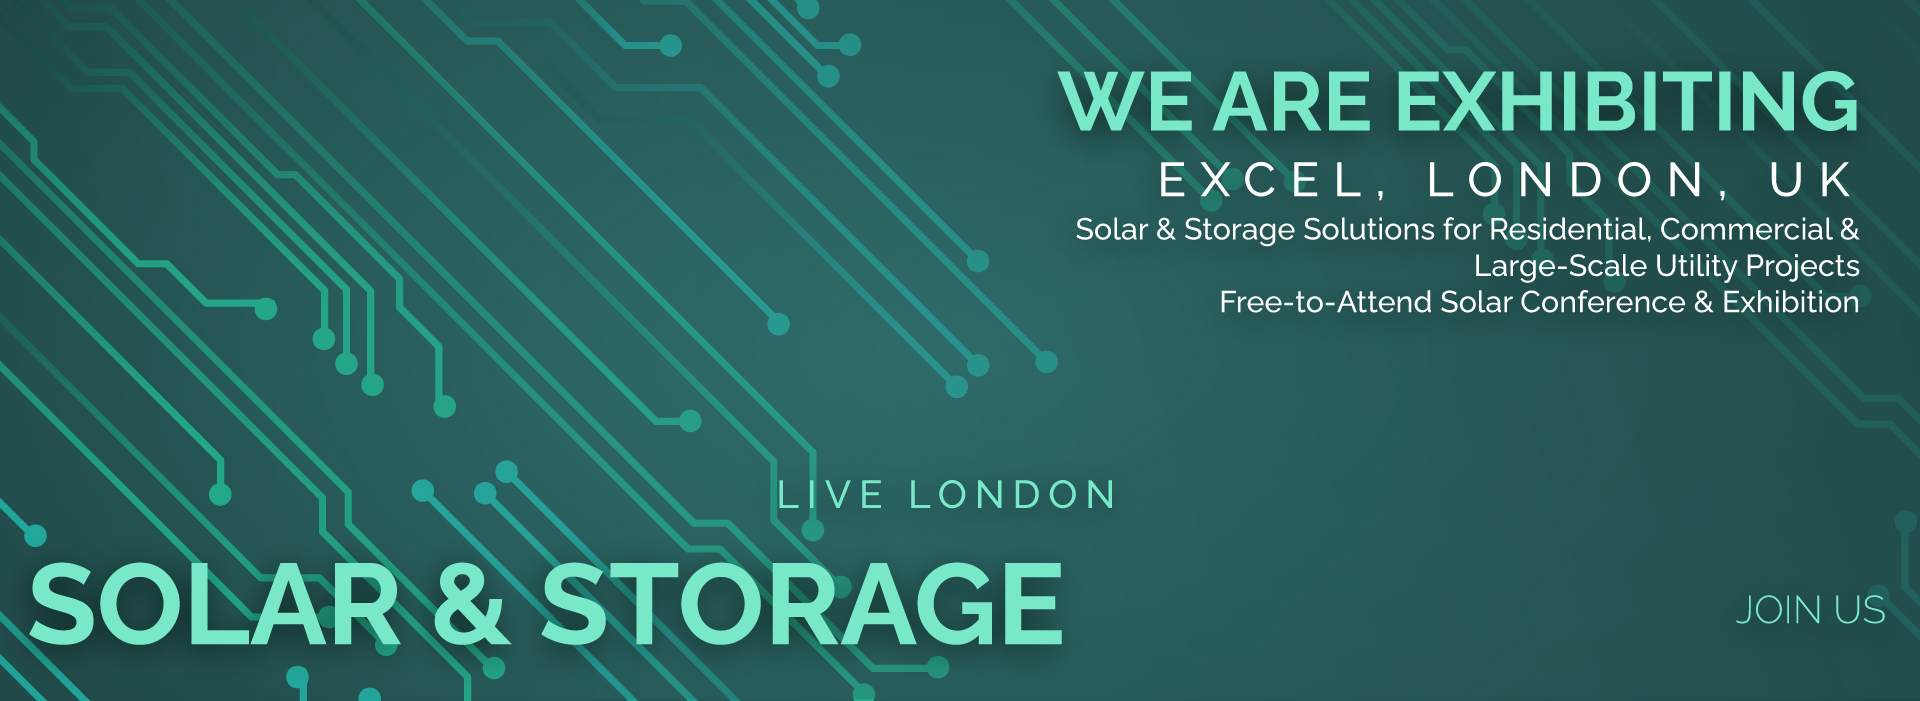 WE ARE EXHIBITING
EXCEL, LONDON, UK
Solar & Storage Solutions for Residential, Commercial &
Large-Scale Utility Projects
Free-to-Attend Solar Conference & Exhibition
LIVE LONDON
SOLAR & STORAGE
JOIN US